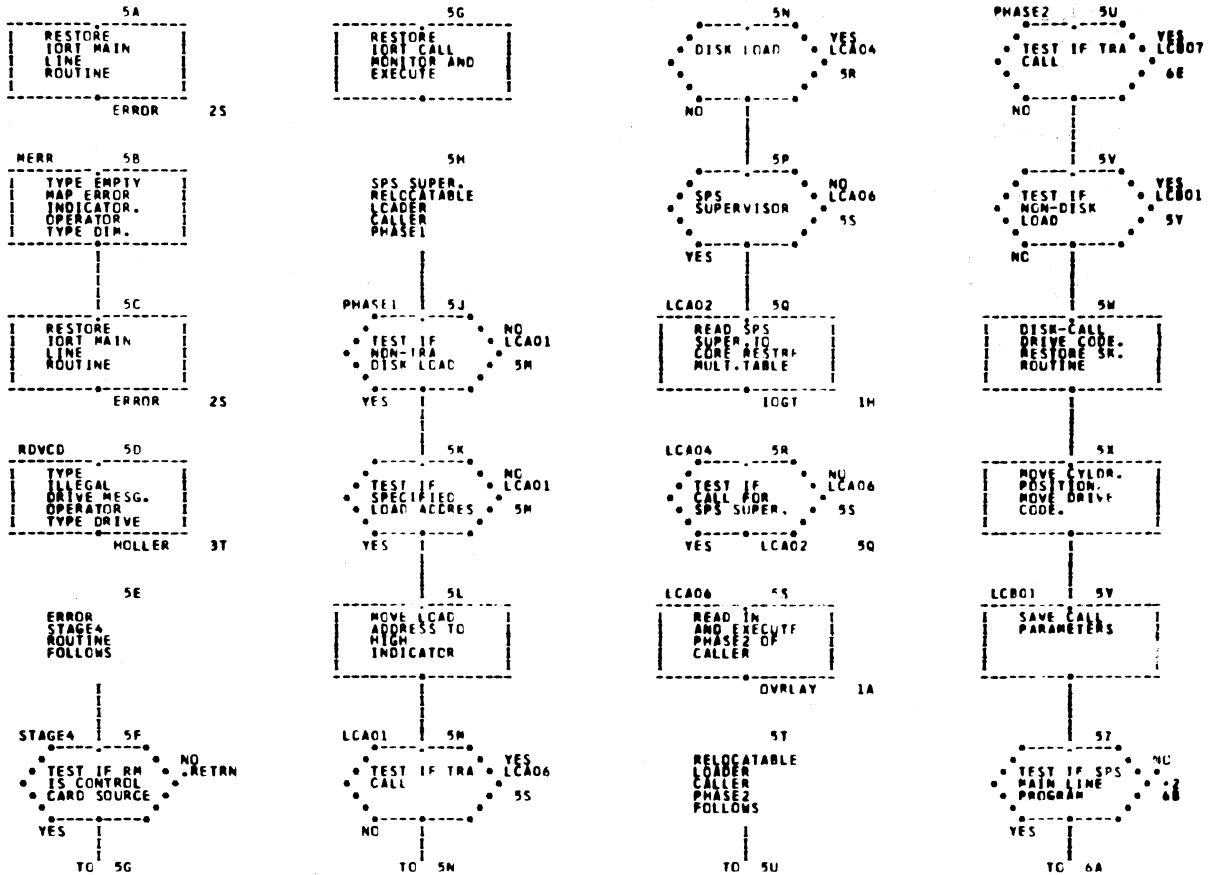 5A
RESTORE
IORT MAIN
LINE
ROUTINE
ERROR 2S
MERR 5B
TYPE EMPTY
MAP ERROR
INDICATOR.
OPERATOR
TYPE DIM.
5C
RESTORE
IORT MAIN
LINE
ROUTINE
ERROR 2S
RDVCD 5D
TYPE
ILLEGAL
DRIVE MESG.
OPERATOR
TYPE DRIVE
HOLLER 3T
5E
ERROR
STAGE4
ROUTINE
FOLLOWS
STAGE4 5F
TEST IF RM
IS CONTROL
CARD SOURCE
NO
.RETRN
YES
TO 5G
5G
RESTORE
IORT CALL
MONITOR AND
EXECUTE
5H
SPS SUPER.
RELOCATABLE
LOADER
CALLER
PHASE1
PHASE1 5J
TEST IF
NON-TRA
DISK LOAD
NO
LCA01
5M
YES
5K
TEST IF
SPECIFIED
LOAD ADDRES
NO
LCA01
5M
YES
5L
MOVE LOAD
ADDRESS TO
HIGH
INDICATOR
LCA01 5M
TEST IF TRA
CALL
YES
LCA06
5S
NO
TO 5N
5N
DISK LOAD
YES
LCA04
5R
NO
5P
SPS
SUPERVISOR
NO
LCA06
5S
YES
LCA02 5Q
READ SPS
SUPER.IO
CORE RESTRE
MULT.TABLE
IOGT 1H
LCA04 5R
TEST IF
CALL FOR
SPS SUPER.
NO
LCA06
5S
YES LCA02 5Q
LCA06 5S
READ IN
AND EXECUTE
PHASE2 OF
CALLER
OVRLAY 1A
5T
RELOCATABLE
LOADER
CALLER
PHASE2
FOLLOWS
TO 5U
PHASE2 5U
TEST IF TRA
CALL
YES
LCB07
6E
NO
5V
TEST IF
NON-DISK
LOAD
YES
LCB01
5Y
NO
5W
DISK-CALL
DRIVE CODE.
RESTORE SK.
ROUTINE
5X
MOVE CYLDR.
POSITION.
MOVE DRIVE
CODE.
LCB01 5Y
SAVE CALL
PARAMETERS
5Z
TEST IF SPS
MAIN LINE
PROGRAM
NO
+2
6B
YES
TO 6A